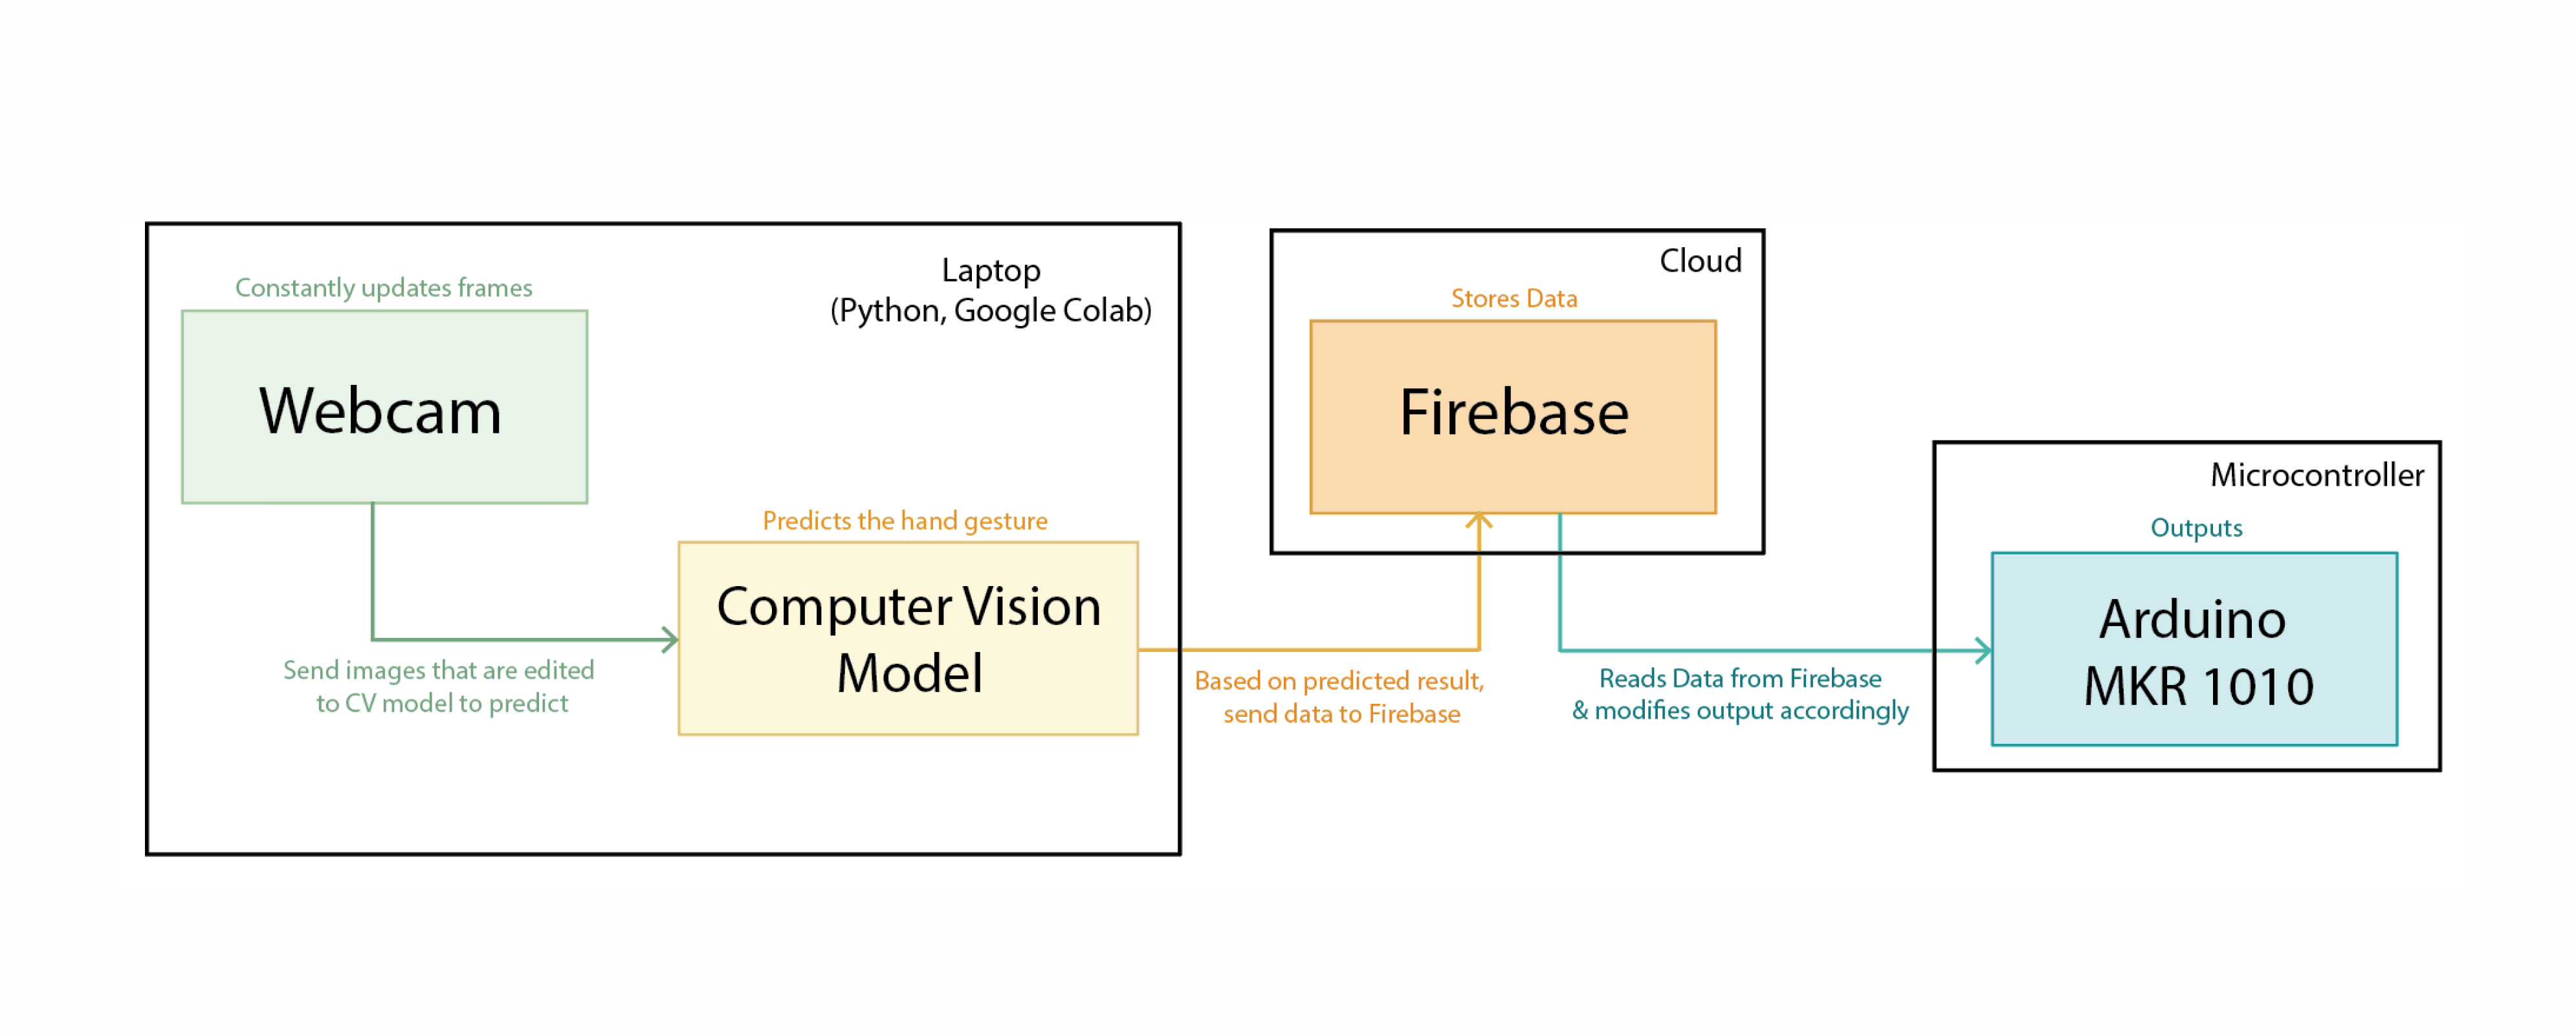 Laptop
(Python, Google Colab)
Constantly updates frames
Webcam
Send images that are edited
to CV model to predict
Predicts the hand gesture
Computer Vision
Model
Based on predicted result,
send data to Firebase
Cloud
Stores Data
Firebase
Reads Data from Firebase
& modifies output accordingly
Microcontroller
Outputs
Arduino
MKR 1010